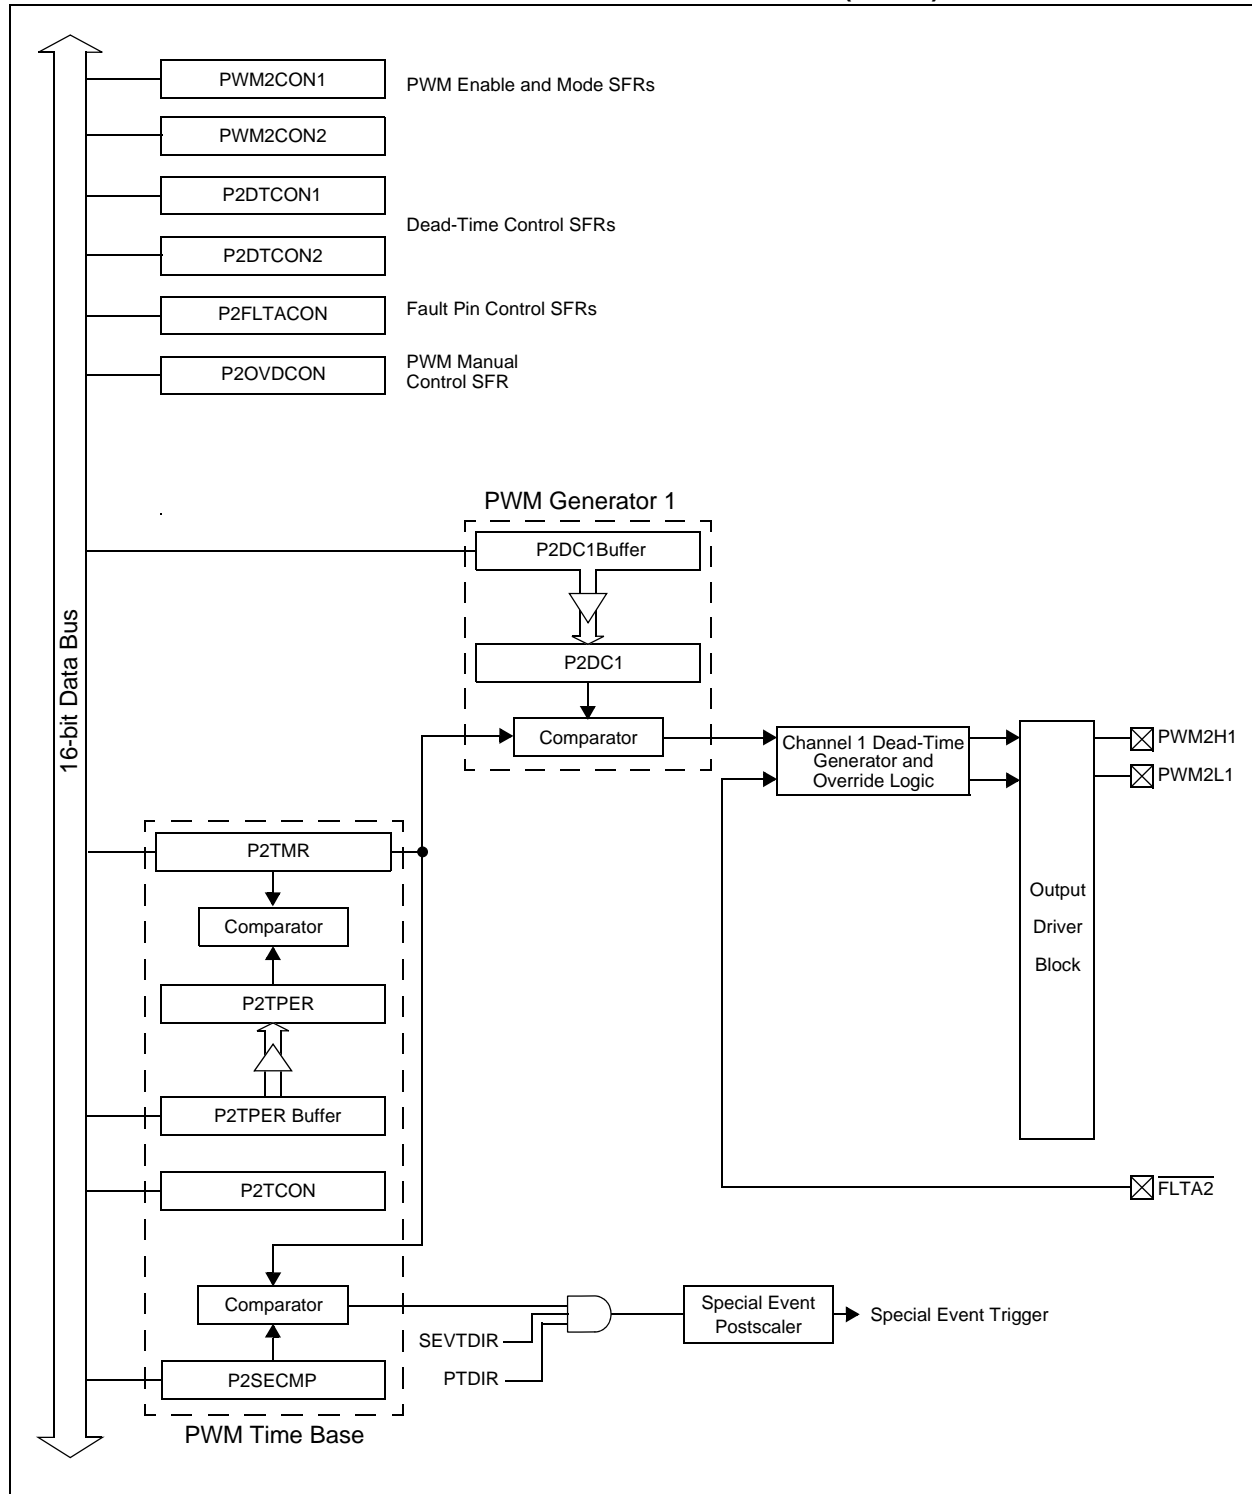 PWM2CON1
PWM Enable and Mode SFRs
PWM2CON2
P2DTCON1
Dead-Time Control SFRs
P2DTCON2
P2FLTACON
Fault Pin Control SFRs
P2OVDCON
PWM Manual
Control SFR
16-bit Data Bus
PWM Generator 1
P2DC1Buffer
P2DC1
Comparator
Channel 1 Dead-Time
Generator and
Override Logic
PWM2H1
PWM2L1
P2TMR
Comparator
P2TPER
P2TPER Buffer
P2TCON
Output
Driver
Block
FLTA2
Comparator
SEVTDIR
PTDIR
Special Event
Postscaler
Special Event Trigger
P2SECMP
PWM Time Base